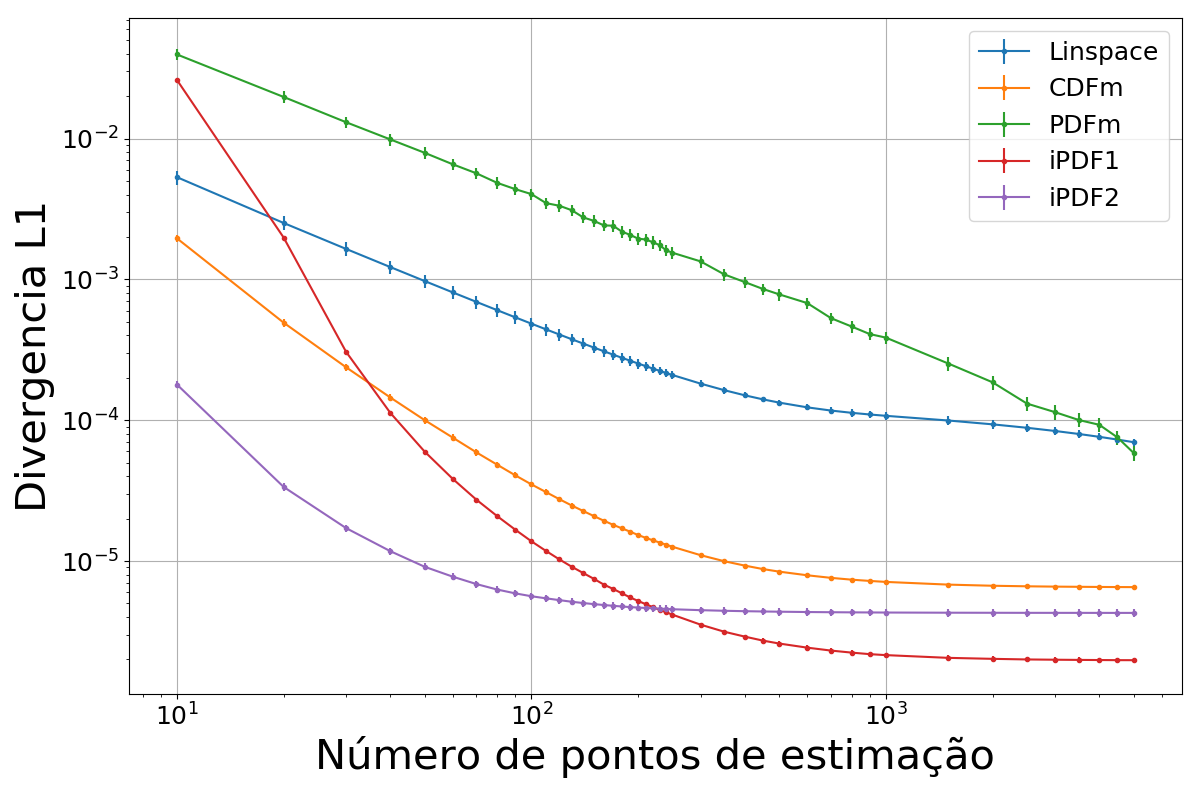 Linspace
CDFm
PDFm
iPDF1
iPDF2
Divergencia L1
10⁻²
10⁻³
10⁻⁴
10⁻⁵
10¹ 10² 10³
Número de pontos de estimação